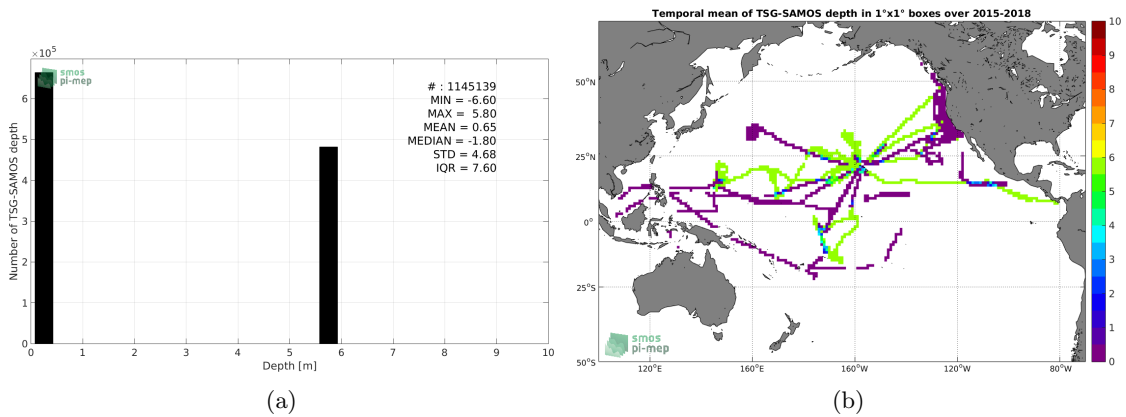 ×10⁵
smos
pi-mep
# : 1145139
MIN = -6.60
MAX = 5.80
MEAN = 0.65
MEDIAN = -1.80
STD = 4.68
IQR = 7.60
Number of TSG-SAMOS depth
6
5
4
3
2
1
0
0 1 2 3 4 5 6 7 8 9 10
Depth [m]
(a)
Temporal mean of TSG-SAMOS depth in 1°x1° boxes over 2015-2018
50°N
25°N
0°
25°S
50°S
120°E 160°E 160°W 120°W 80°W
smos
pi-mep
10
9
8
7
6
5
4
3
2
1
0
(b)